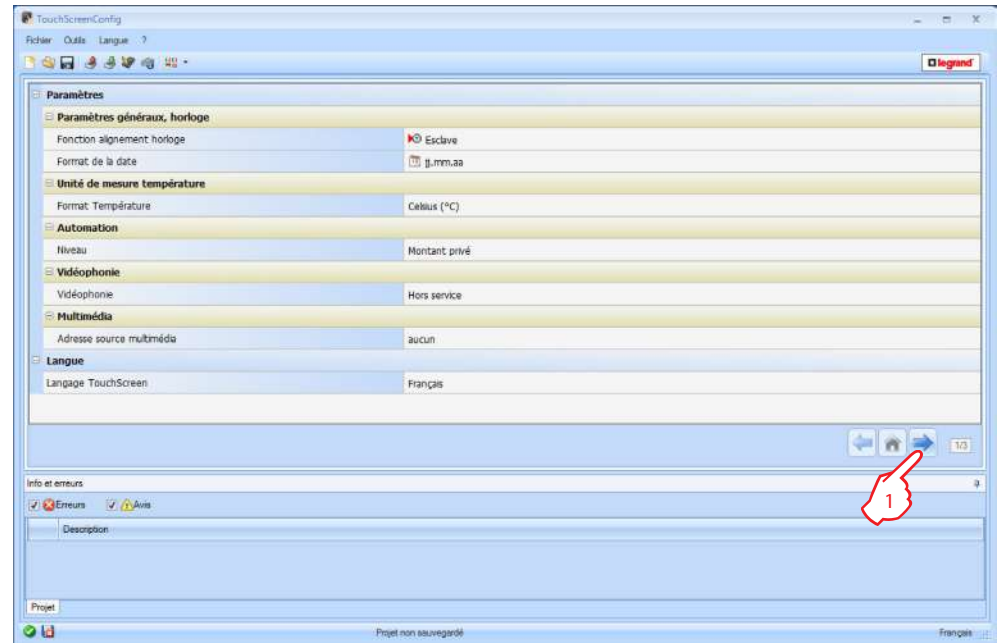 TouchScreenConfig
Fichier Outils Langue ?
legrand
Paramètres
Paramètres généraux, horloge
Fonction alignement horloge Esclave
Format de la date jj.mm.aa
Unité de mesure température
Format Température Celsius (°C)
Automation
Niveau Montant privé
Vidéophonie
Vidéophonie Hors service
Multimédia
Adresse source multimédia aucun
Langue
Langage TouchScreen Français
1/3
1
Info et erreurs
Erreurs Avis
Description
Projet
Projet non sauvegardé Français